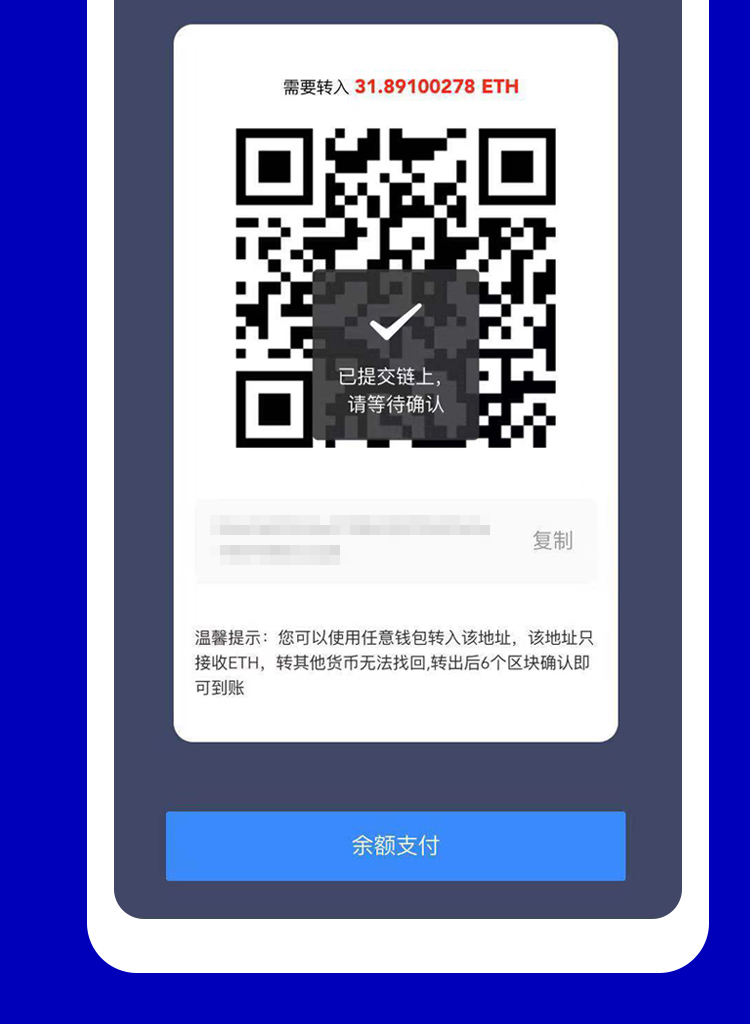 需要转入 31.89100278 ETH
已提交链上，
请等待确认
复制
温馨提示：您可以使用任意钱包转入该地址，该地址只
接收ETH，转其他货币无法找回,转出后6个区块确认即
可到账
余额支付